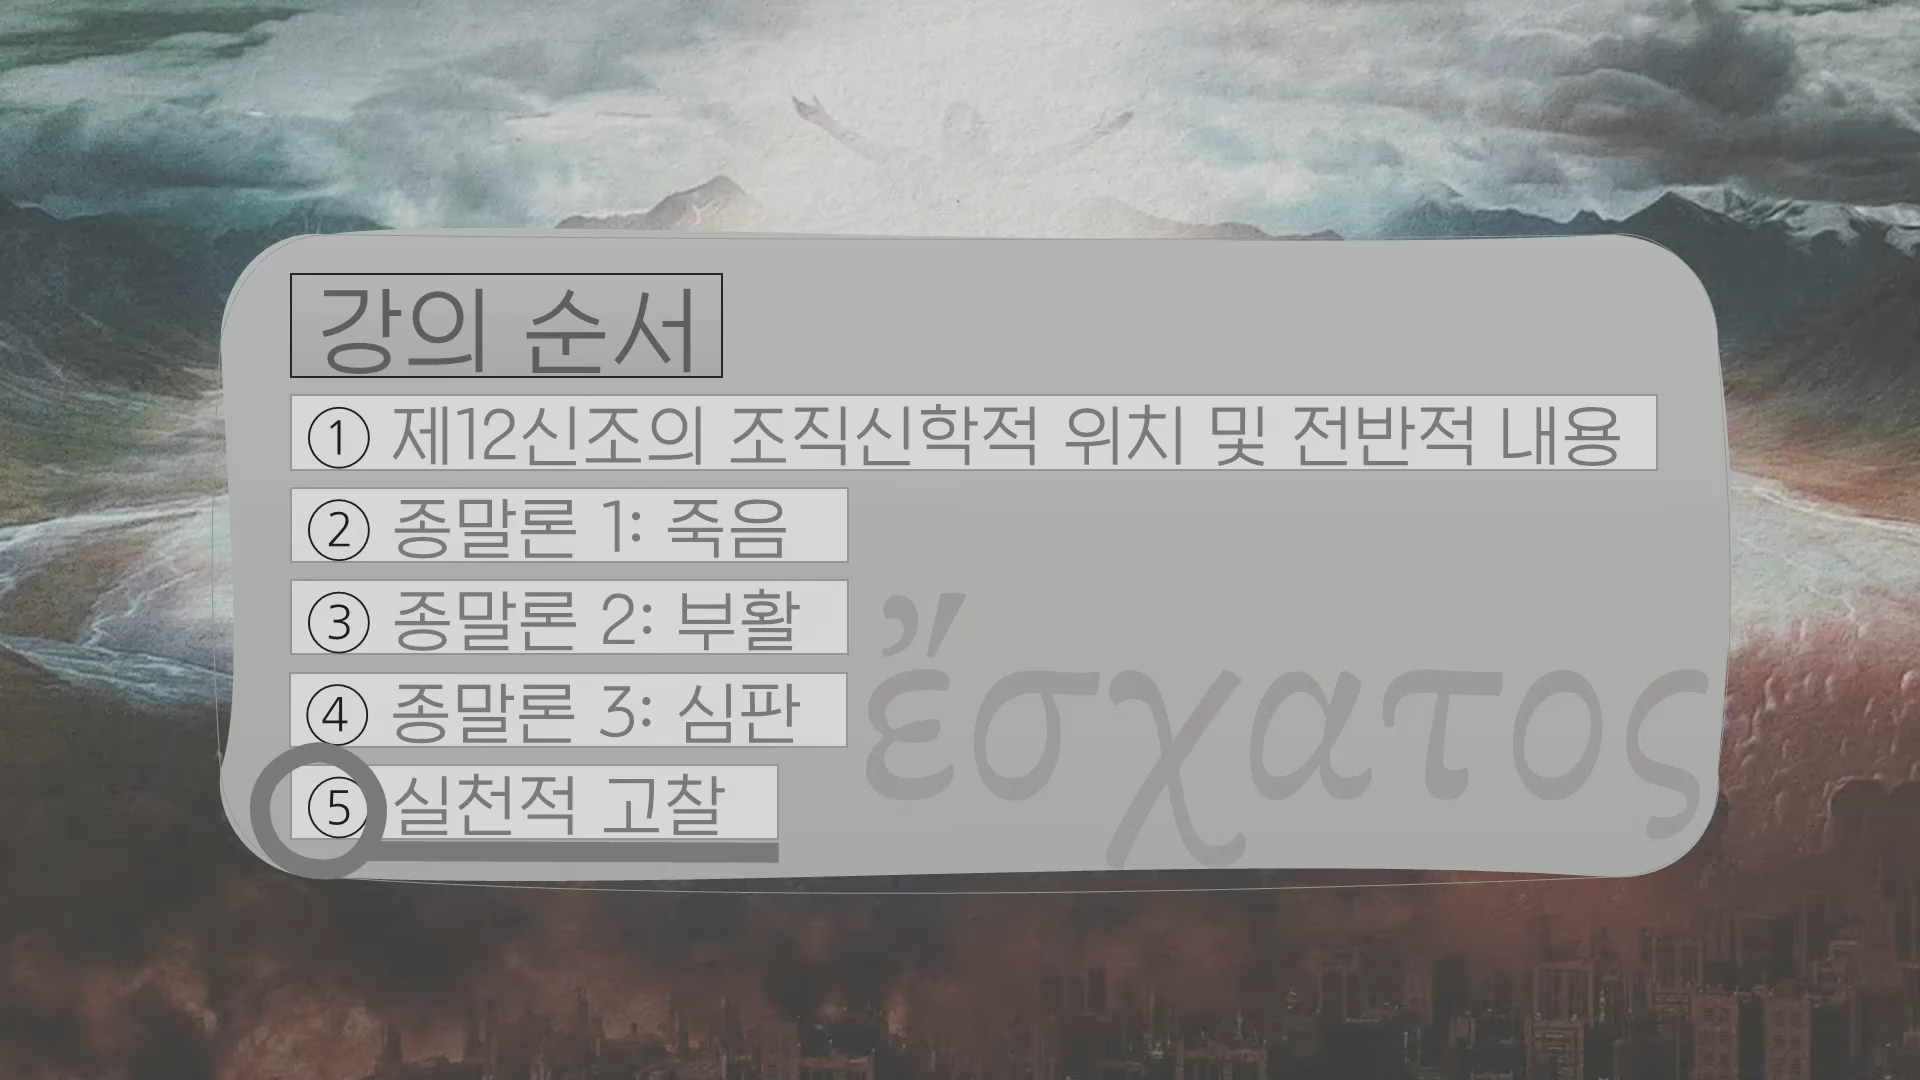 강의 순서
① 제12신조의 조직신학적 위치 및 전반적 내용
② 종말론 1: 죽음
③ 종말론 2: 부활
④ 종말론 3: 심판
⑤ 실천적 고찰
ἔσχατος